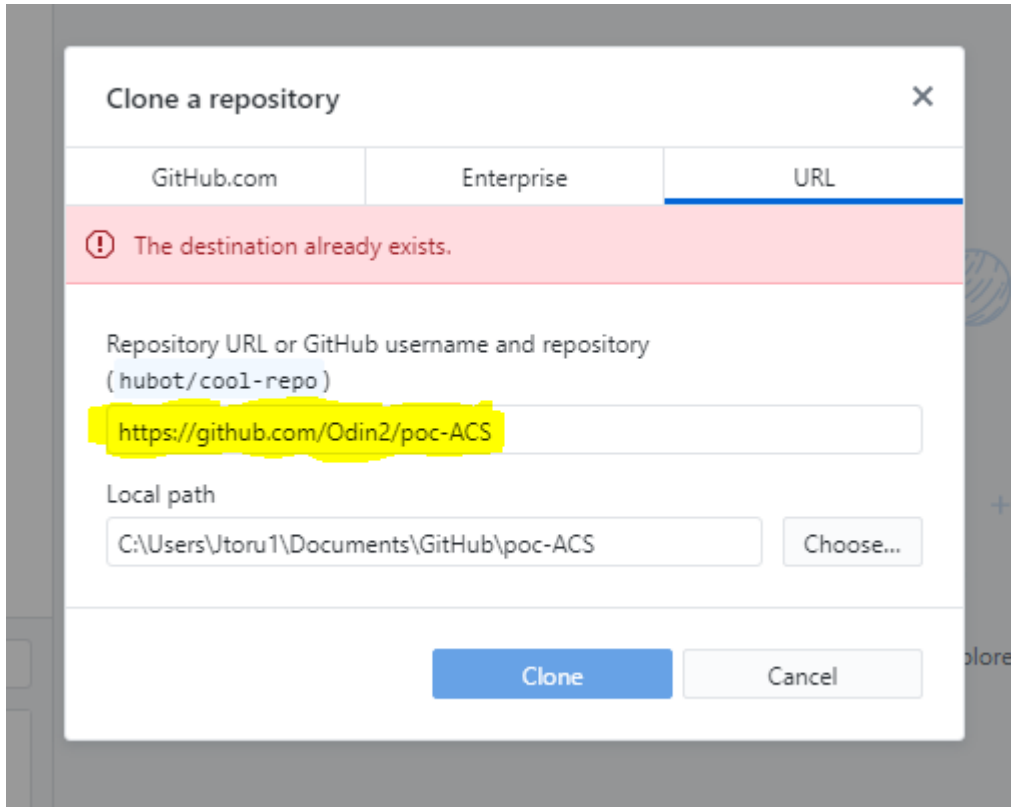 Clone a repository
GitHub.com
Enterprise
URL
The destination already exists.
Repository URL or GitHub username and repository
(hubot/cool-repo)
https://github.com/Odin2/poc-ACS
Local path
C:\Users\Jtoru1\Documents\GitHub\poc-ACS
Choose...
plore
Clone
Cancel